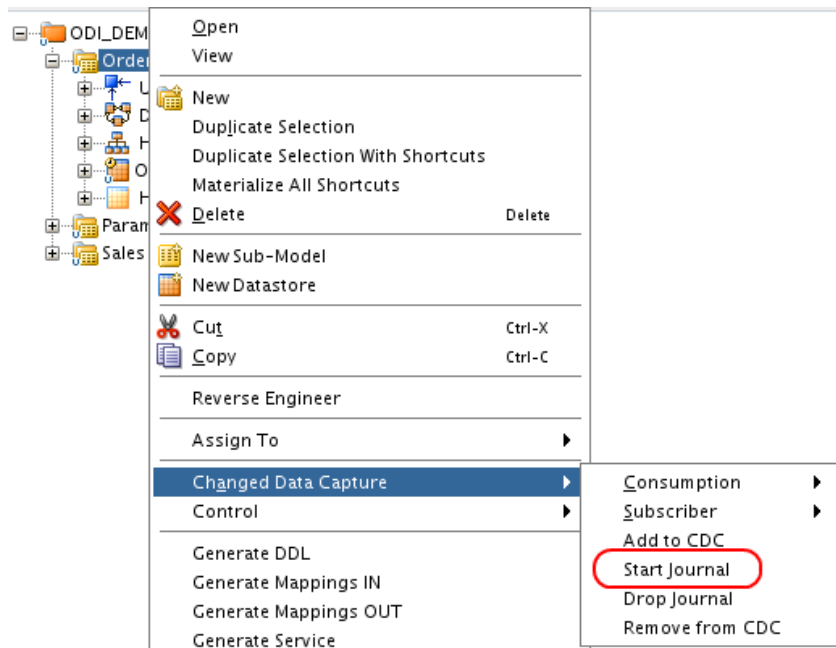 ODI_DEM
Order
Param
Sales
Open
View
New
Duplicate Selection
Duplicate Selection With Shortcuts
Materialize All Shortcuts
Delete Delete
New Sub-Model
New Datastore
Cut Ctrl-X
Copy Ctrl-C
Reverse Engineer
Assign To
Changed Data Capture
Control
Generate DDL
Generate Mappings IN
Generate Mappings OUT
Generate Service
Consumption
Subscriber
Add to CDC
Start Journal
Drop Journal
Remove from CDC